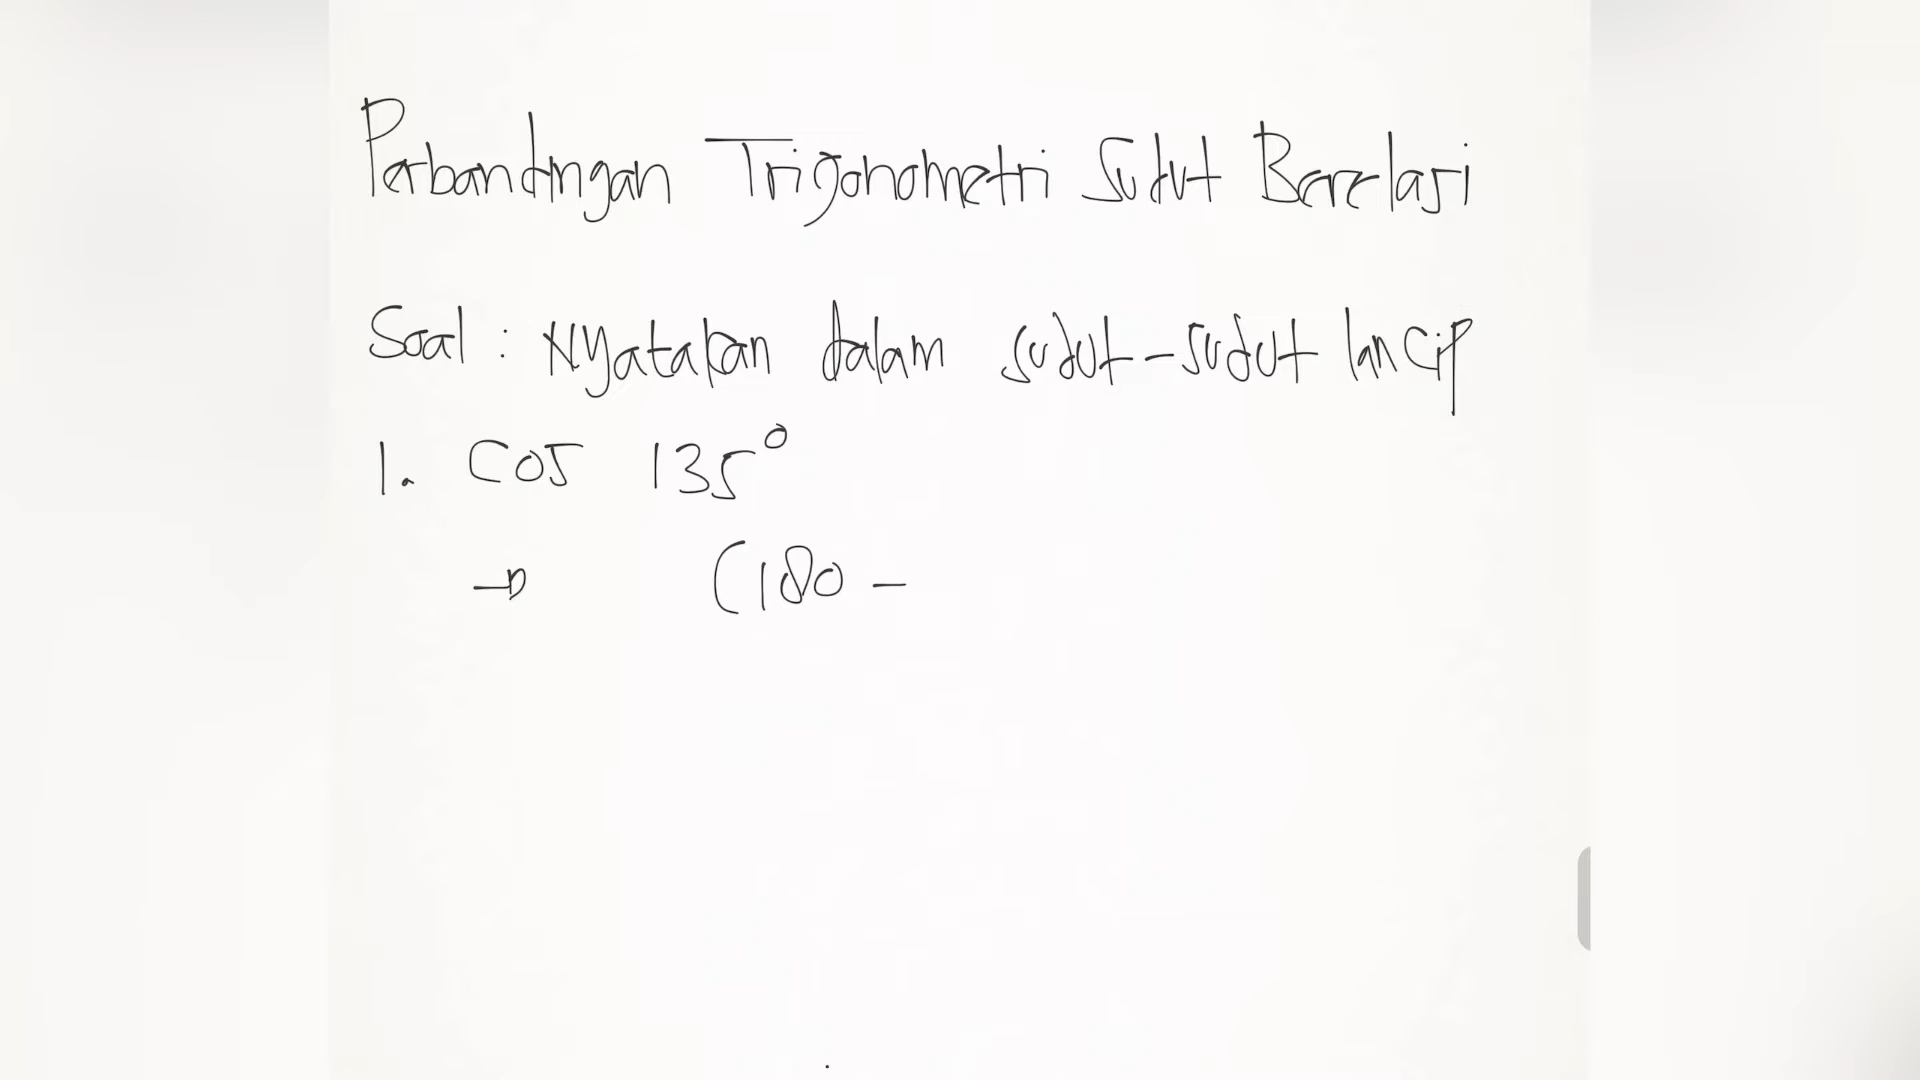 Perbandingan Trigonometri Sudut Berelasi
Soal : Nyatakan dalam sudut-sudut lancip
1. cos 135°
→ (180 -